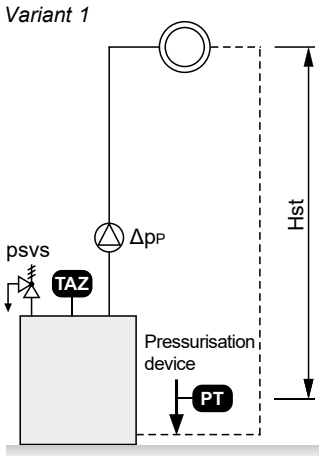 Variant 1
Hst
ΔpP
psvs
TAZ
Pressurisation
device
PT